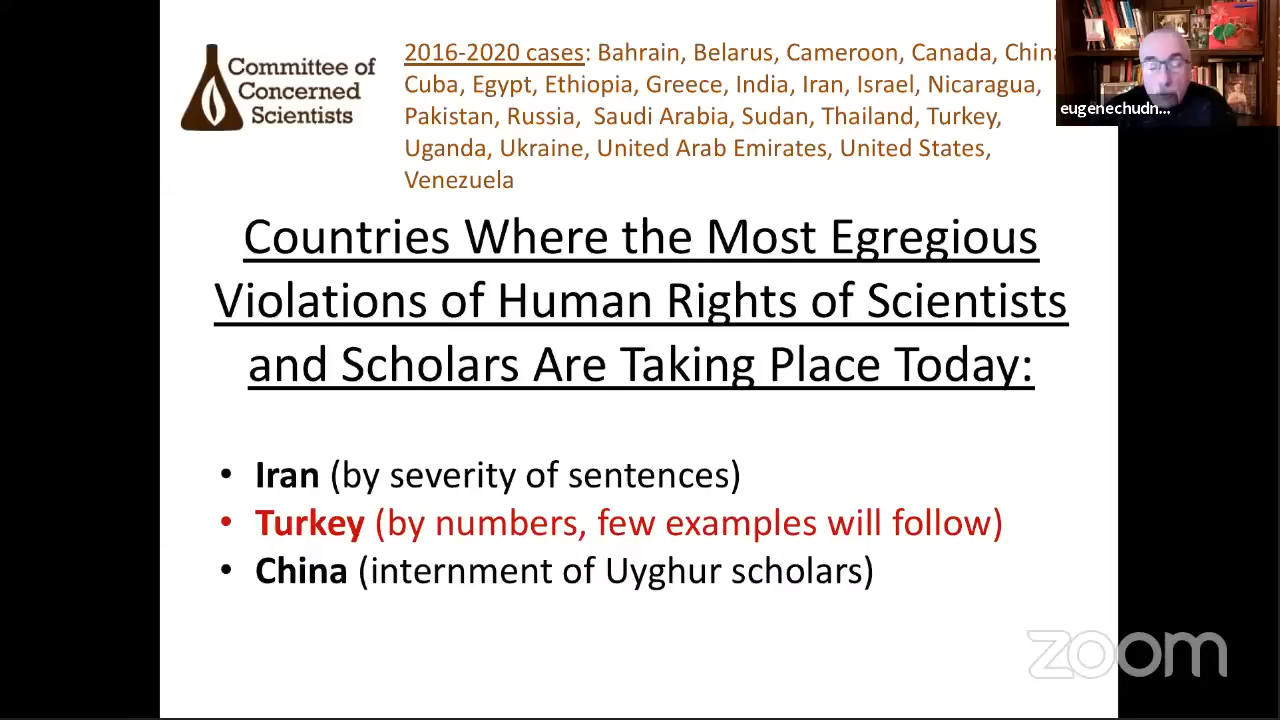 Committee of
Concerned
Scientists
2016-2020 cases: Bahrain, Belarus, Cameroon, Canada, China
Cuba, Egypt, Ethiopia, Greece, India, Iran, Israel, Nicaragua,
Pakistan, Russia, Saudi Arabia, Sudan, Thailand, Turkey,
Uganda, Ukraine, United Arab Emirates, United States,
Venezuela
eugenechudn...
Countries Where the Most Egregious
Violations of Human Rights of Scientists
and Scholars Are Taking Place Today:
• Iran (by severity of sentences)
• Turkey (by numbers, few examples will follow)
• China (internment of Uyghur scholars)
zoom